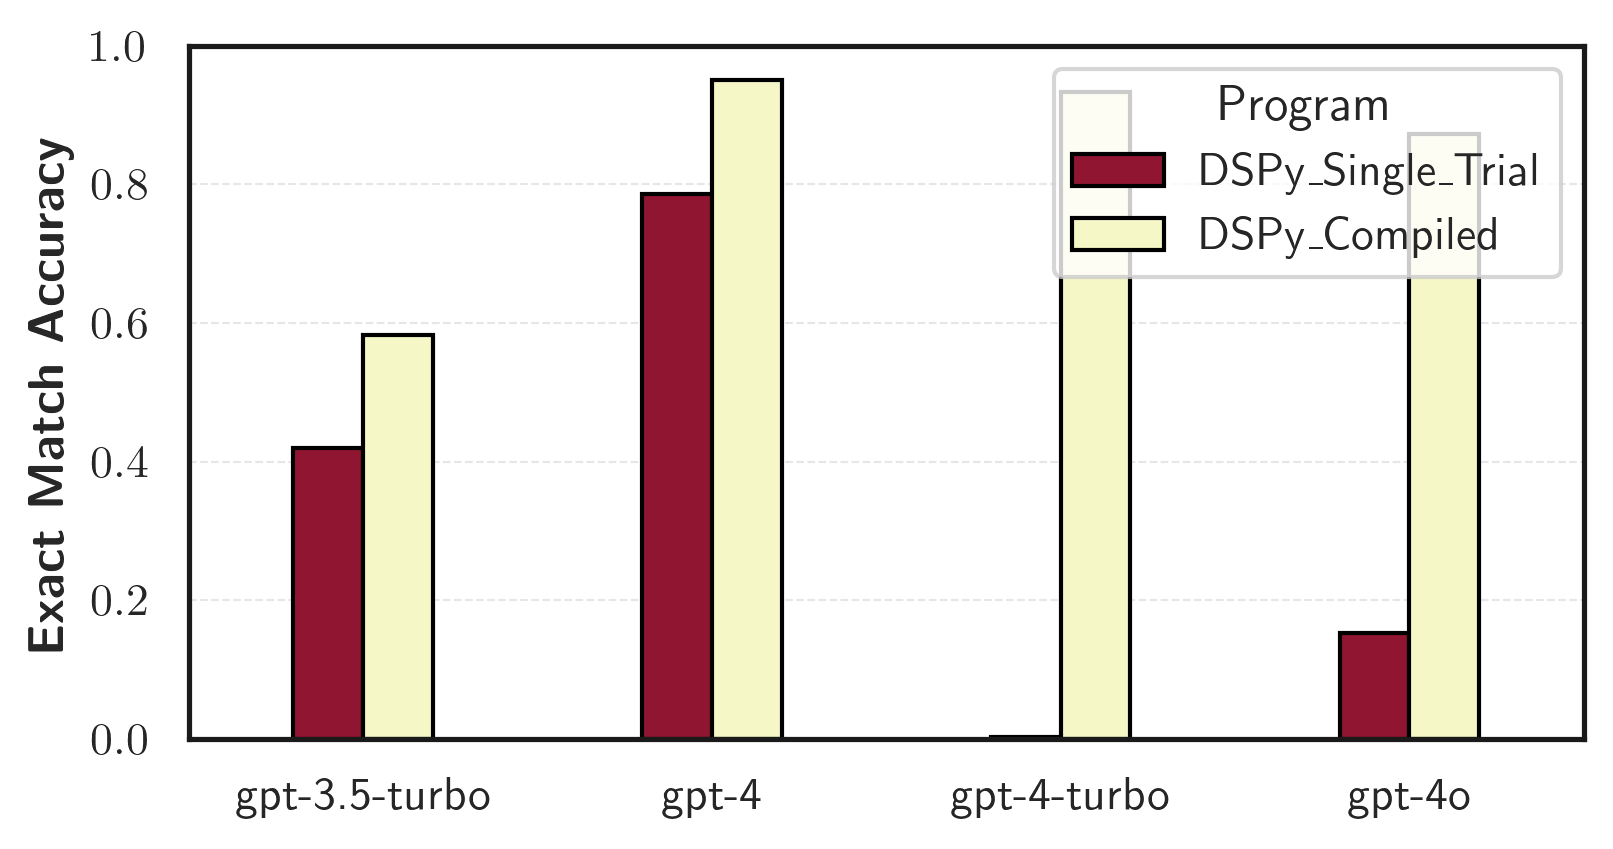 Exact Match Accuracy
1.0
0.8
0.6
0.4
0.2
0.0
Program
DSPy_Single_Trial
DSPy_Compiled
gpt-3.5-turbo
gpt-4
gpt-4-turbo
gpt-4o